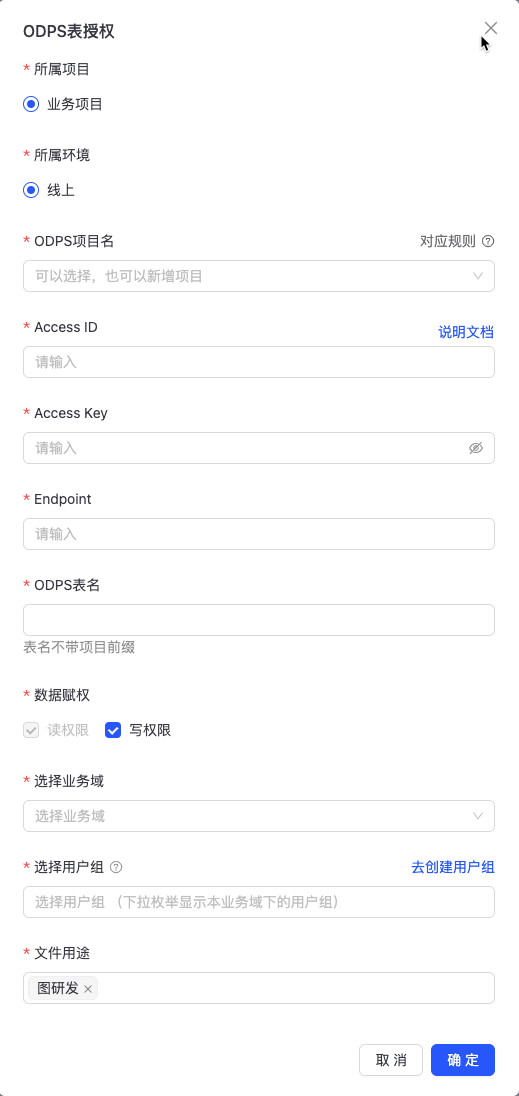 ODPS表授权
* 所属项目
业务项目
* 所属环境
线上
* ODPS项目名 对应规则
可以选择，也可以新增项目
* Access ID 说明文档
请输入
* Access Key
请输入
* Endpoint
请输入
* ODPS表名
表名不带项目前缀
* 数据赋权
读权限 写权限
* 选择业务域
选择业务域
* 选择用户组 去创建用户组
选择用户组 （下拉枚举显示本业务域下的用户组）
* 文件用途
图研发
取 消 确 定